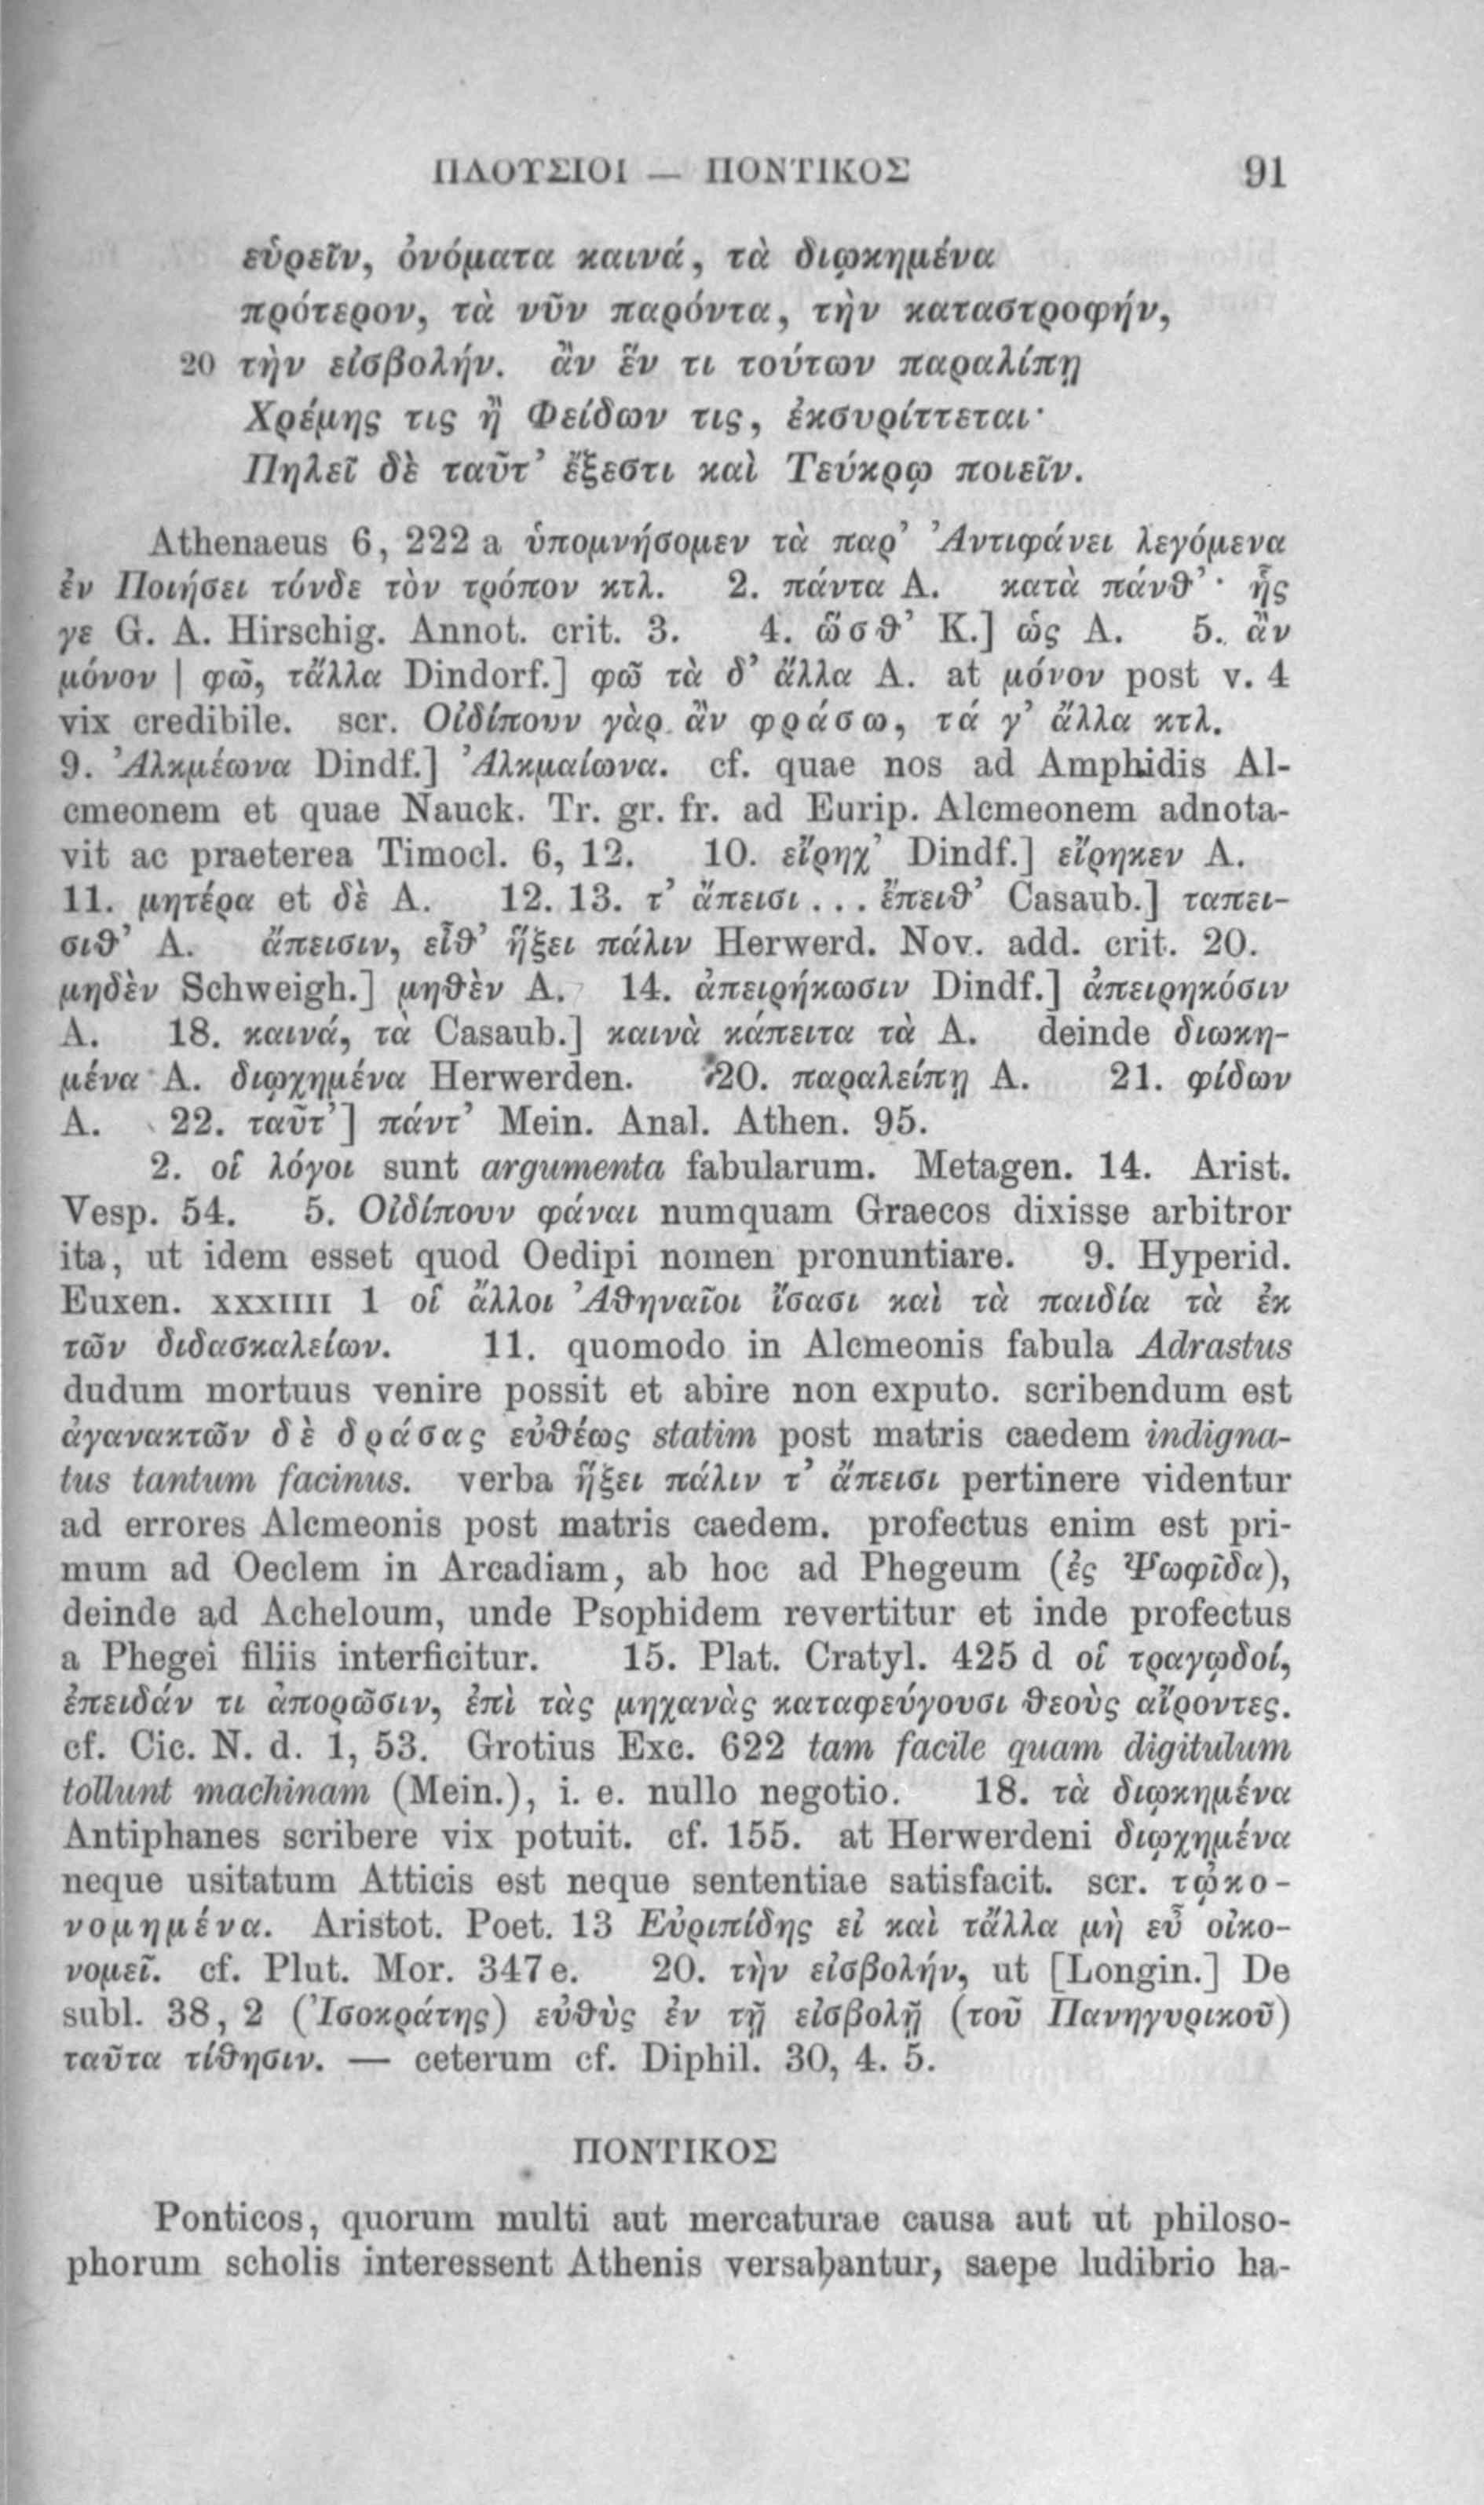 ΠΛΟΥΣΙΟΙ — ΠΟΝΤΙΚΟΣ 91
εὑρεῖν, ὀνόματα καινά, τὰ διῳκημένα
πρότερον, τὰ νῦν παρόντα, τὴν καταστροφήν,
20 τὴν εἰσβολήν. ἂν ἕν τι τούτων παραλίπῃ
Χρέμης τις ἢ Φείδων τις, ἐκσυρίττεται·
Πηλεῖ δὲ ταῦτ’ ἔξεστι καὶ Τεύκρῳ ποιεῖν.
Athenaeus 6, 222 a ὑπομνήσομεν τὰ παρ’ Ἀντιφάνει λεγόμενα
ἐν Ποιήσει τόνδε τὸν τρόπον κτλ. 2. πάντα A. κατὰ πάνθ’· ἧς
γε G. A. Hirschig. Annot. crit. 3. 4. ὥσθ’ K.] ὡς A. 5. ἂν
μόνον | φῶ, τἄλλα Dindorf.] φῶ τὰ δ’ ἄλλα A. at μόνον post v. 4
vix credibile. scr. Οἰδίπουν γὰρ ἂν φράσω, τά γ’ ἄλλα κτλ.
9. Ἀλκμέωνα Dindf.] Ἀλκμαίωνα. cf. quae nos ad Amphidis Al-
cmeonem et quae Nauck. Tr. gr. fr. ad Eurip. Alcmeonem adnota-
vit ac praeterea Timocl. 6, 12. 10. εἴρηχ’ Dindf.] εἴρηκεν A.
11. μητέρα et δὲ A. 12. 13. τ’ ἄπεισι . . . ἔπειθ’ Casaub.] ταπει-
σιθ’ A. ἄπεισιν, εἶθ’ ἥξει πάλιν Herwerd. Nov. add. crit. 20.
μηδὲν Schweigh.] μηθὲν A. 14. ἀπειρήκωσιν Dindf.] ἀπειρηκόσιν
A. 18. καινά, τὰ Casaub.] καινὰ κἄπειτα τὰ A. deinde διωκη-
μένα A. διῳχημένα Herwerden. 20. παραλείπῃ A. 21. φίδων
A. 22. ταῦτ’] πάντ’ Mein. Anal. Athen. 95.
2. οἱ λόγοι sunt argumenta fabularum. Metagen. 14. Arist.
Vesp. 54. 5. Οἰδίπουν φάναι numquam Graecos dixisse arbitror
ita, ut idem esset quod Oedipi nomen pronuntiare. 9. Hyperid.
Euxen. XXXIIII 1 οἱ ἄλλοι Ἀθηναῖοι ἴσασι καὶ τὰ παιδία τὰ ἐκ
τῶν διδασκαλείων. 11. quomodo in Alcmeonis fabula Adrastus
dudum mortuus venire possit et abire non exputo. scribendum est
ἀγανακτῶν δὲ δράσας εὐθέως statim post matris caedem indigna-
tus tantum facinus. verba ἥξει πάλιν τ’ ἄπεισι pertinere videntur
ad errores Alcmeonis post matris caedem. profectus enim est pri-
mum ad Oeclem in Arcadiam, ab hoc ad Phegeum (ἐς Ψωφῖδα),
deinde ad Acheloum, unde Psophidem revertitur et inde profectus
a Phegei filiis interficitur. 15. Plat. Cratyl. 425 d οἱ τραγῳδοί,
ἐπειδάν τι ἀπορῶσιν, ἐπὶ τὰς μηχανὰς καταφεύγουσι θεοὺς αἴροντες.
cf. Cic. N. d. 1, 53. Grotius Exc. 622 tam facile quam digitulum
tollunt machinam (Mein.), i. e. nullo negotio. 18. τὰ διῳκημένα
Antiphanes scribere vix potuit. cf. 155. at Herwerdeni διῳχημένα
neque usitatum Atticis est neque sententiae satisfacit. scr. τᾠκο-
νομημένα. Aristot. Poet. 13 Εὐριπίδης εἰ καὶ τἄλλα μὴ εὖ οἰκο-
νομεῖ. cf. Plut. Mor. 347 e. 20. τὴν εἰσβολήν, ut [Longin.] De
subl. 38, 2 (Ἰσοκράτης) εὐθὺς ἐν τῇ εἰσβολῇ (τοῦ Πανηγυρικοῦ)
ταῦτα τίθησιν. — ceterum cf. Diphil. 30, 4. 5.
ΠΟΝΤΙΚΟΣ
Ponticos, quorum multi aut mercaturae causa aut ut philoso-
phorum scholis interessent Athenis versabantur, saepe ludibrio ha-